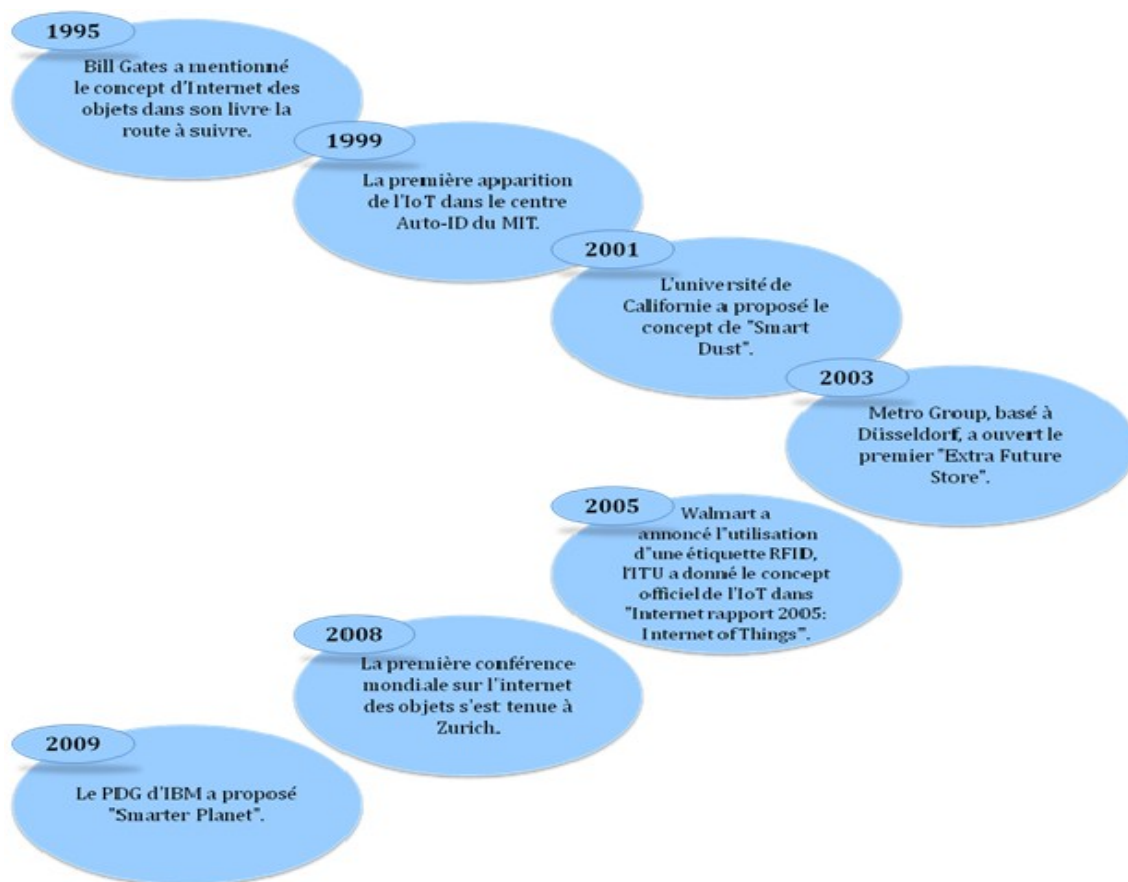 1995
Bill Gates a mentionné
le concept d'Internet des
objets dans son livre la
route à suivre.
1999
La première apparition
de l'IoT dans le centre
Auto-ID du MIT.
2001
L'université de
Californie a proposé le
concept de "Smart
Dust".
2003
Metro Group, basé à
Düsseldorf, a ouvert le
premier "Extra Future
Store".
2005
Walmart a
annoncé l"utilisation
d"une étiquette RFID,
l'ITU a donné le concept
officiel de l'IoT dans
"Internet rapport 2005:
Internet of Things".
2008
La première conférence
mondiale sur l'internet
des objets s'est tenue à
Zurich.
2009
Le PDG d'IBM a proposé
"Smarter Planet".